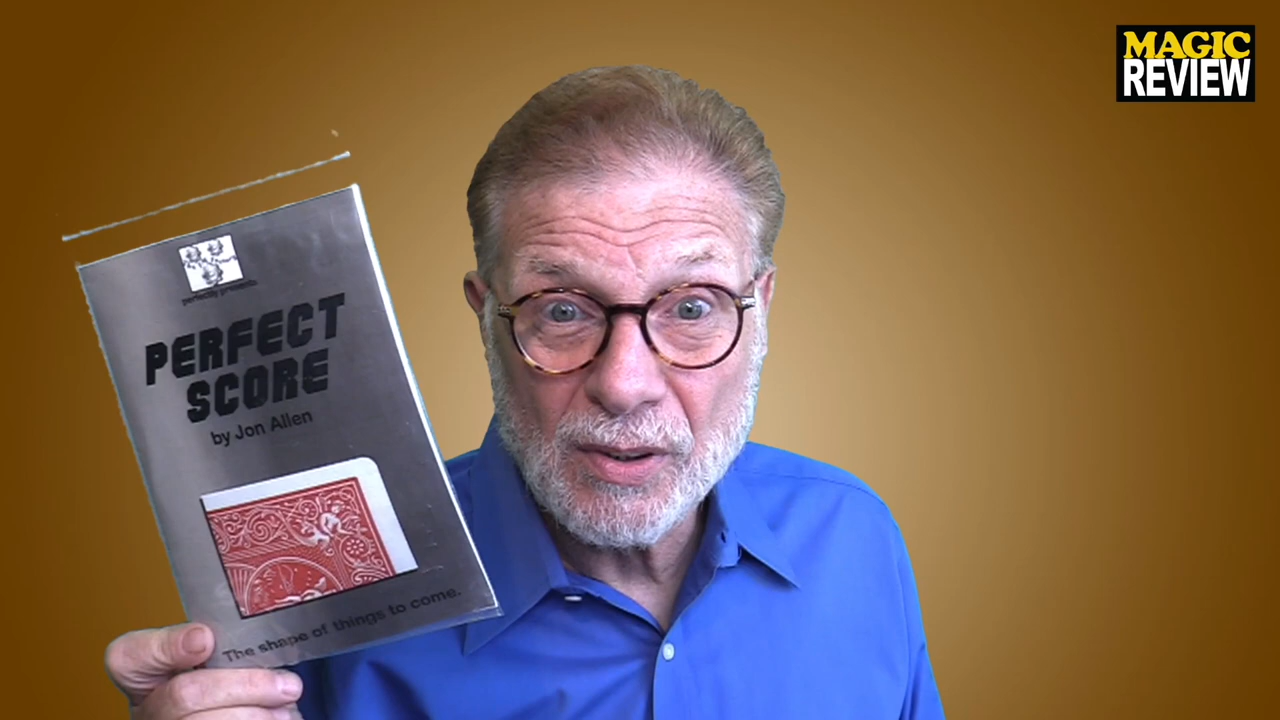 MAGIC
REVIEW
perfectly presents:
PERFECT
SCORE
by Jon Allen
The shape of things to come.